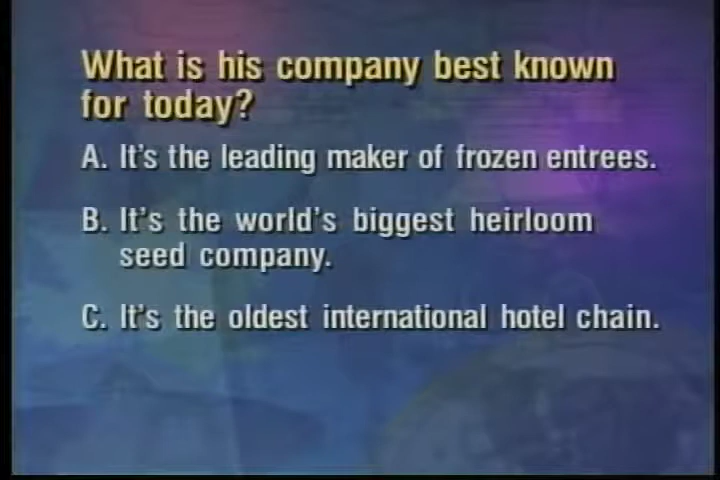 What is his company best known
for today?
A. It's the leading maker of frozen entrees.
B. It's the world's biggest heirloom
seed company.
C. It's the oldest international hotel chain.